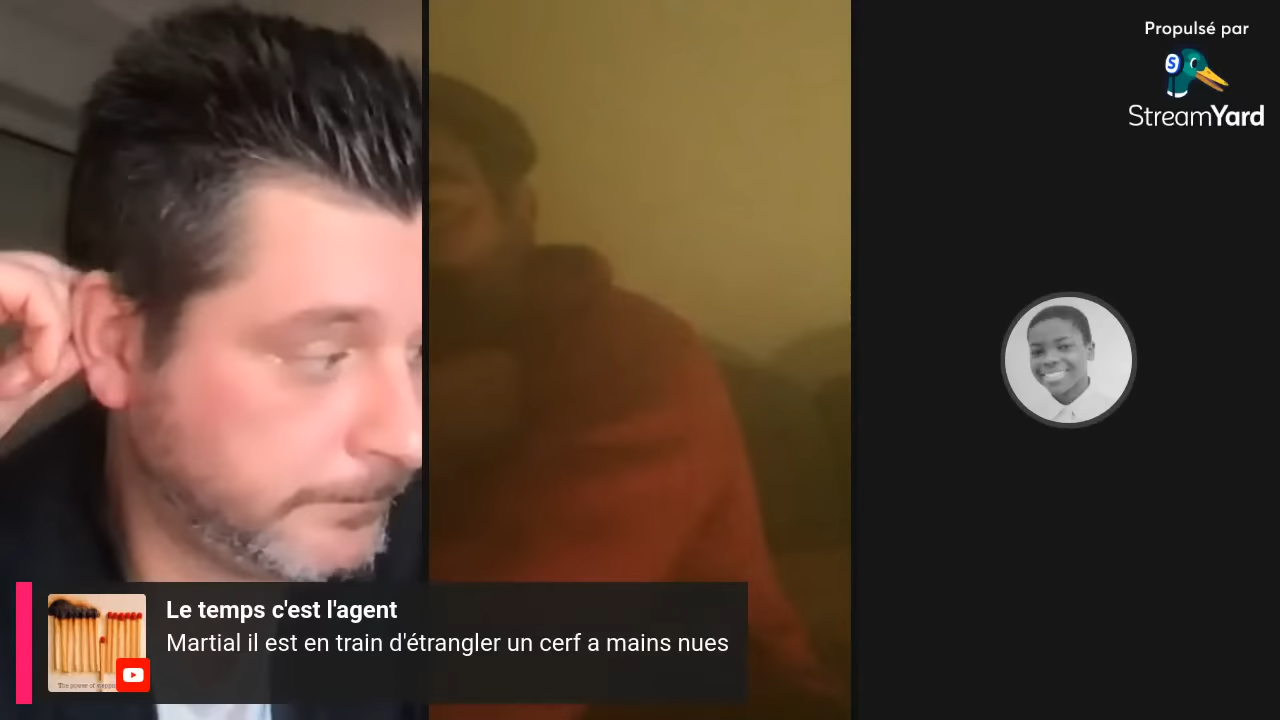 Propulsé par
StreamYard
Le temps c'est l'agent
Martial il est en train d'étrangler un cerf a mains nues